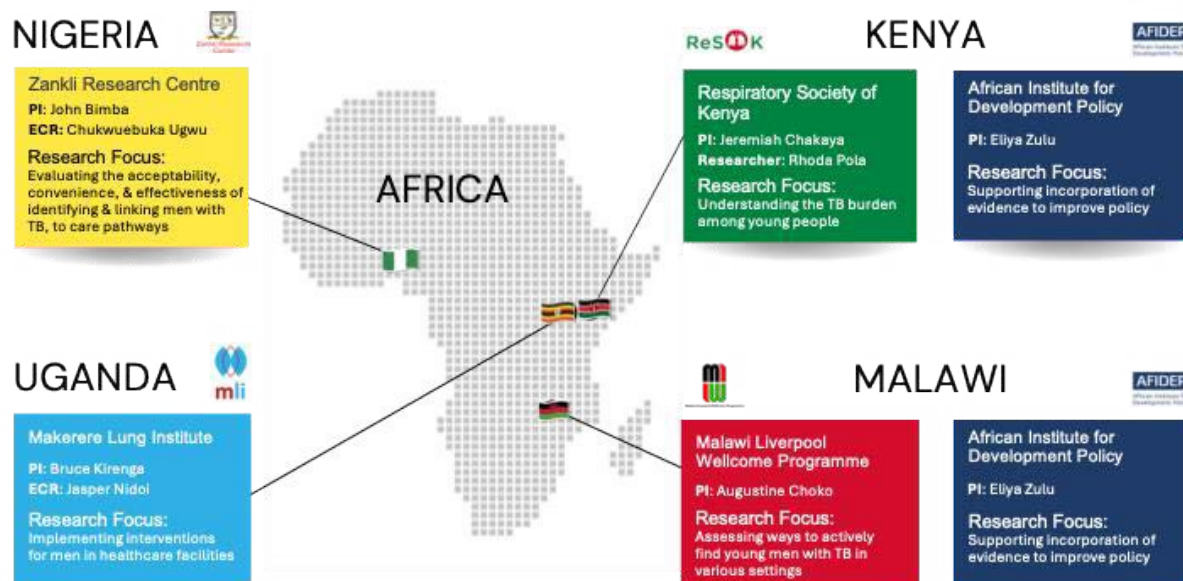 NIGERIA
Zankli Research Centre
PI: John Bimba
ECR: Chukwuebuka Ugwu
Research Focus:
Evaluating the acceptability,
convenience, & effectiveness of
identifying & linking men with
TB, to care pathways
ReSOK
KENYA
AFIDEP
Respiratory Society of
Kenya
PI: Jeremiah Chakaya
Researcher: Rhoda Pola
Research Focus:
Understanding the TB burden
among young people
African Institute for
Development Policy
PI: Eliya Zulu
Research Focus:
Supporting incorporation of
evidence to improve policy
AFRICA
UGANDA
mli
Makerere Lung Institute
PI: Bruce Kirenga
ECR: Jasper Nidoi
Research Focus:
Implementing interventions
for men in healthcare facilities
MALAWI
AFIDEP
Malawi Liverpool
Wellcome Programme
PI: Augustine Choko
Research Focus:
Assessing ways to actively
find young men with TB in
various settings
African Institute for
Development Policy
PI: Eliya Zulu
Research Focus:
Supporting incorporation of
evidence to improve policy